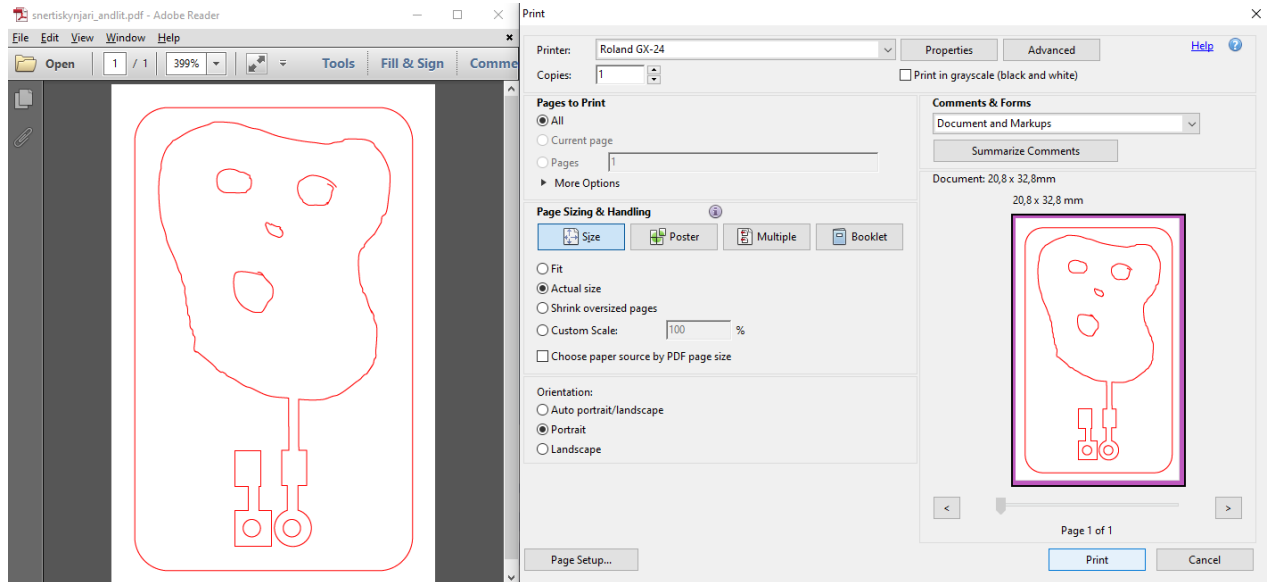 snertiskynjari_andlit.pdf - Adobe Reader
File Edit View Window Help
Open 1 / 1 399% Tools Fill & Sign Comme
Print
Printer: Roland GX-24 Properties Advanced Help
Copies: 1 Print in grayscale (black and white)
Pages to Print
All
Current page
Pages 1
More Options
Page Sizing & Handling
Size Poster Multiple Booklet
Fit
Actual size
Shrink oversized pages
Custom Scale: 100 %
Choose paper source by PDF page size
Orientation:
Auto portrait/landscape
Portrait
Landscape
Comments & Forms
Document and Markups
Summarize Comments
Document: 20,8 x 32,8mm
20,8 x 32,8 mm
< >
Page 1 of 1
Page Setup... Print Cancel